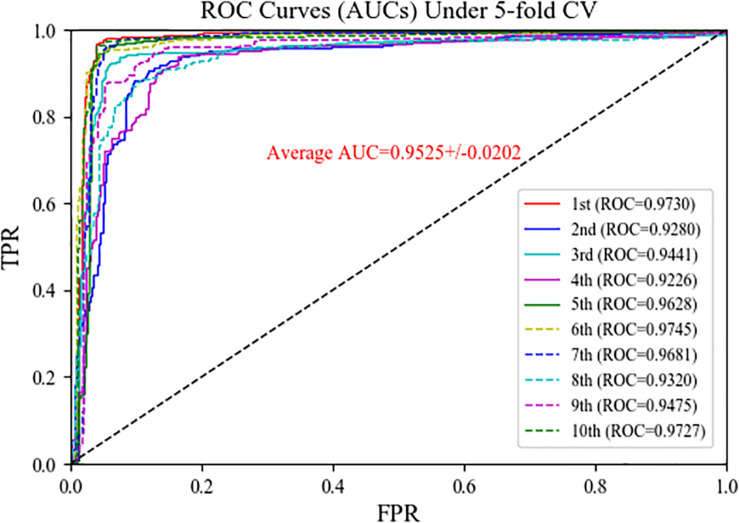 ROC Curves (AUCs) Under 5-fold CV
1.0
0.8
0.6
0.4
0.2
0.0
TPR
Average AUC=0.9525+/-0.0202
1st (ROC=0.9730)
2nd (ROC=0.9280)
3rd (ROC=0.9441)
4th (ROC=0.9226)
5th (ROC=0.9628)
6th (ROC=0.9745)
7th (ROC=0.9681)
8th (ROC=0.9320)
9th (ROC=0.9475)
10th (ROC=0.9727)
0.0 0.2 0.4 0.6 0.8 1.0
FPR